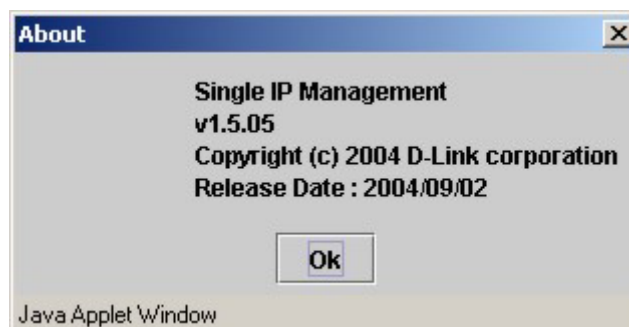 About
Single IP Management
v1.5.05
Copyright (c) 2004 D-Link corporation
Release Date : 2004/09/02
Ok
Java Applet Window